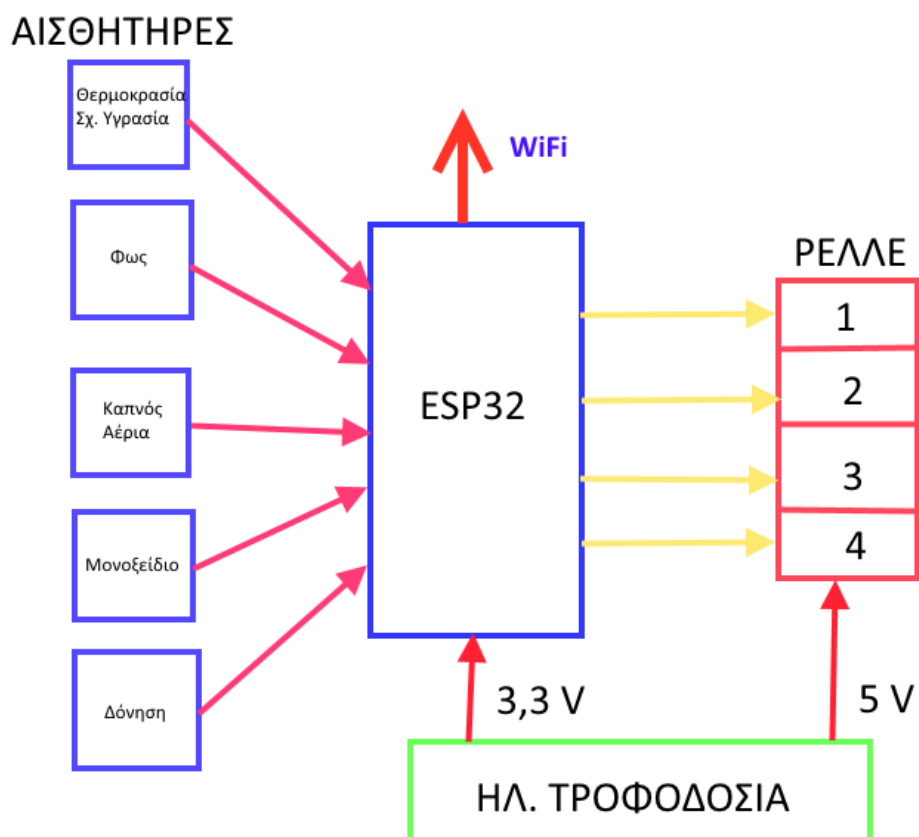 ΑΙΣΘΗΤΗΡΕΣ
Θερμοκρασία
Σχ. Υγρασία
WiFi
Φως
ΡΕΛΛΕ
1
2
3
4
ESP32
Καπνός
Αέρια
Μονοξείδιο
Δόνηση
3,3 V
5 V
ΗΛ. ΤΡΟΦΟΔΟΣΙΑ